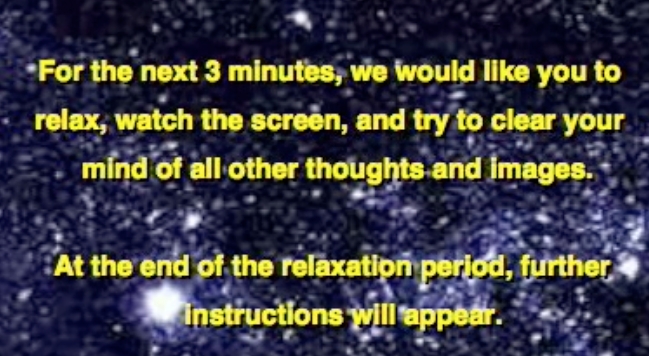 For the next 3 minutes, we would like you to
relax, watch the screen, and try to clear your
mind of all other thoughts and images.
At the end of the relaxation period, further
instructions will appear.